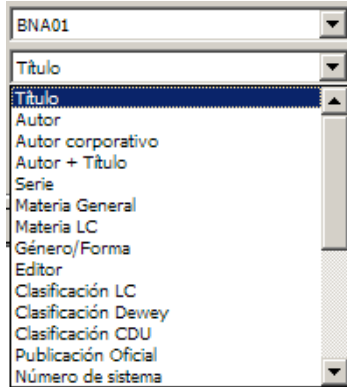 BNA01
Título
Título
Autor
Autor corporativo
Autor + Título
Serie
Materia General
Materia LC
Género/Forma
Editor
Clasificación LC
Clasificación Dewey
Clasificación CDU
Publicación Oficial
Número de sistema